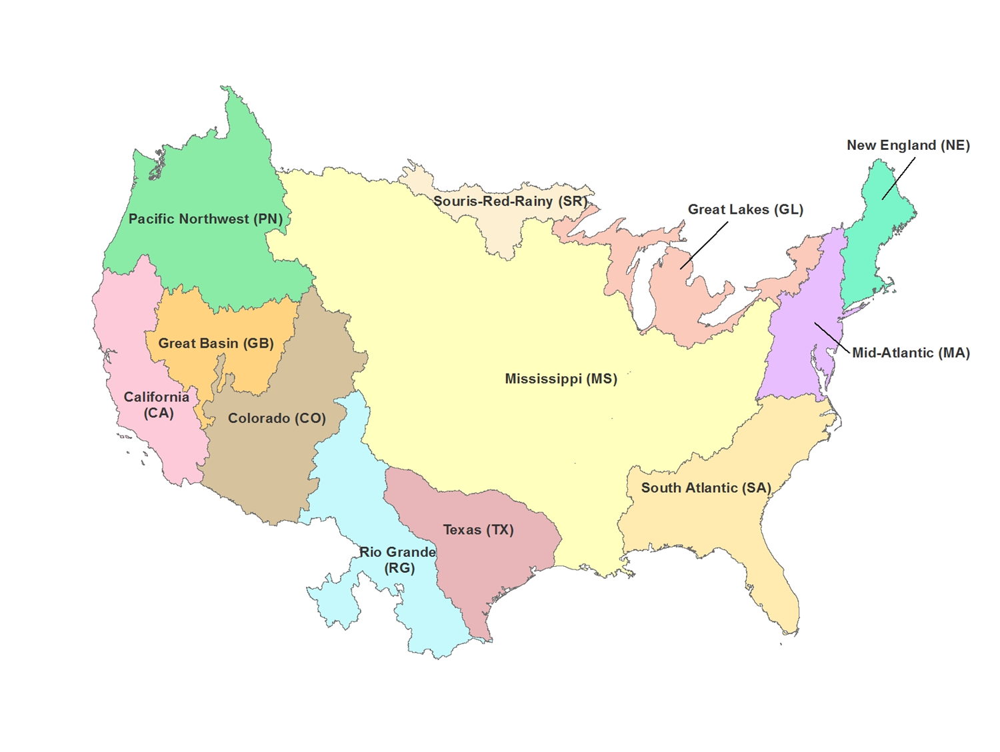 New England (NE)
Souris-Red-Rainy (SR)
Great Lakes (GL)
Pacific Northwest (PN)
Great Basin (GB)
Mid-Atlantic (MA)
Mississippi (MS)
California
(CA)
Colorado (CO)
South Atlantic (SA)
Texas (TX)
Rio Grande
(RG)